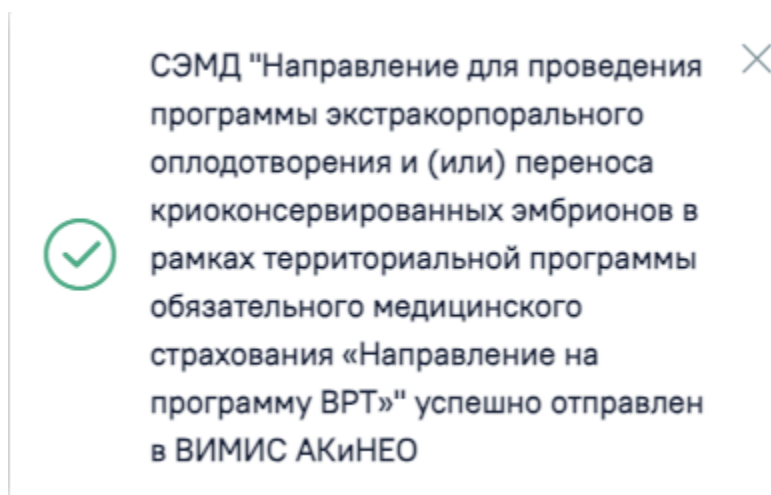 СЭМД "Направление для проведения
программы экстракорпорального
оплодотворения и (или) переноса
криоконсервированных эмбрионов в
рамках территориальной программы
обязательного медицинского
страхования «Направление на
программу ВРТ»" успешно отправлен
в ВИМИС АКиНЕО